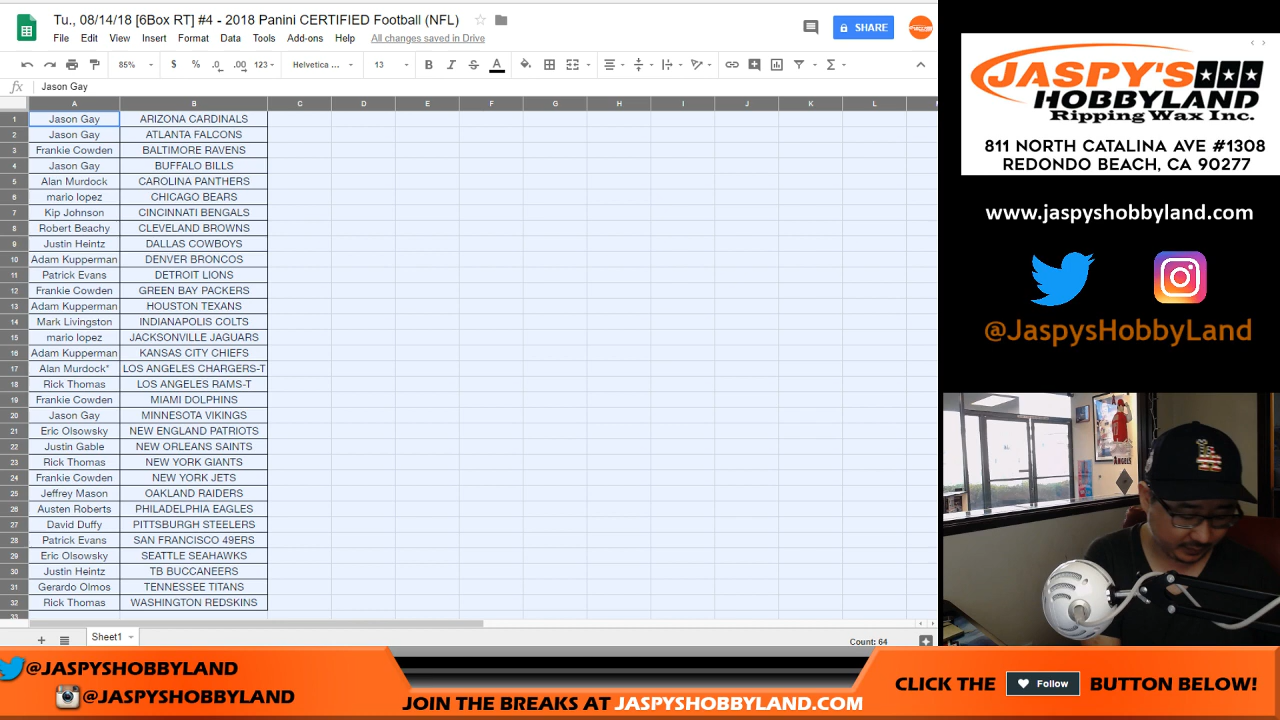 Tu., 08/14/18 [6Box RT] #4 - 2018 Panini CERTIFIED Football (NFL)
File Edit View Insert Format Data Tools Add-ons Help All changes saved in Drive
SHARE
85% $ % .0 .00 123 Helvetica ... 13 B I S A Σ
fx Jason Gay
A B C D E F G H I J K L
1 Jason Gay ARIZONA CARDINALS
2 Jason Gay ATLANTA FALCONS
3 Frankie Cowden BALTIMORE RAVENS
4 Jason Gay BUFFALO BILLS
5 Alan Murdock CAROLINA PANTHERS
6 mario lopez CHICAGO BEARS
7 Kip Johnson CINCINNATI BENGALS
8 Robert Beachy CLEVELAND BROWNS
9 Justin Heintz DALLAS COWBOYS
10 Adam Kupperman DENVER BRONCOS
11 Patrick Evans DETROIT LIONS
12 Frankie Cowden GREEN BAY PACKERS
13 Adam Kupperman HOUSTON TEXANS
14 Mark Livingston INDIANAPOLIS COLTS
15 mario lopez JACKSONVILLE JAGUARS
16 Adam Kupperman KANSAS CITY CHIEFS
17 Alan Murdock* LOS ANGELES CHARGERS-T
18 Rick Thomas LOS ANGELES RAMS-T
19 Frankie Cowden MIAMI DOLPHINS
20 Jason Gay MINNESOTA VIKINGS
21 Eric Olsowsky NEW ENGLAND PATRIOTS
22 Justin Gable NEW ORLEANS SAINTS
23 Rick Thomas NEW YORK GIANTS
24 Frankie Cowden NEW YORK JETS
25 Jeffrey Mason OAKLAND RAIDERS
26 Austen Roberts PHILADELPHIA EAGLES
27 David Duffy PITTSBURGH STEELERS
28 Patrick Evans SAN FRANCISCO 49ERS
29 Eric Olsowsky SEATTLE SEAHAWKS
30 Justin Heintz TB BUCCANEERS
31 Gerardo Olmos TENNESSEE TITANS
32 Rick Thomas WASHINGTON REDSKINS
33
Sheet1
Count: 64
JASPY'S
HOBBYLAND
Ripping Wax Inc.
811 NORTH CATALINA AVE #1308
REDONDO BEACH, CA 90277
www.jaspyshobbyland.com
@JaspysHobbyLand
ANGELS
@JASPYSHOBBYLAND
@JASPYSHOBBYLAND
JOIN THE BREAKS AT JASPYSHOBBYLAND.COM
CLICK THE Follow BUTTON BELOW!